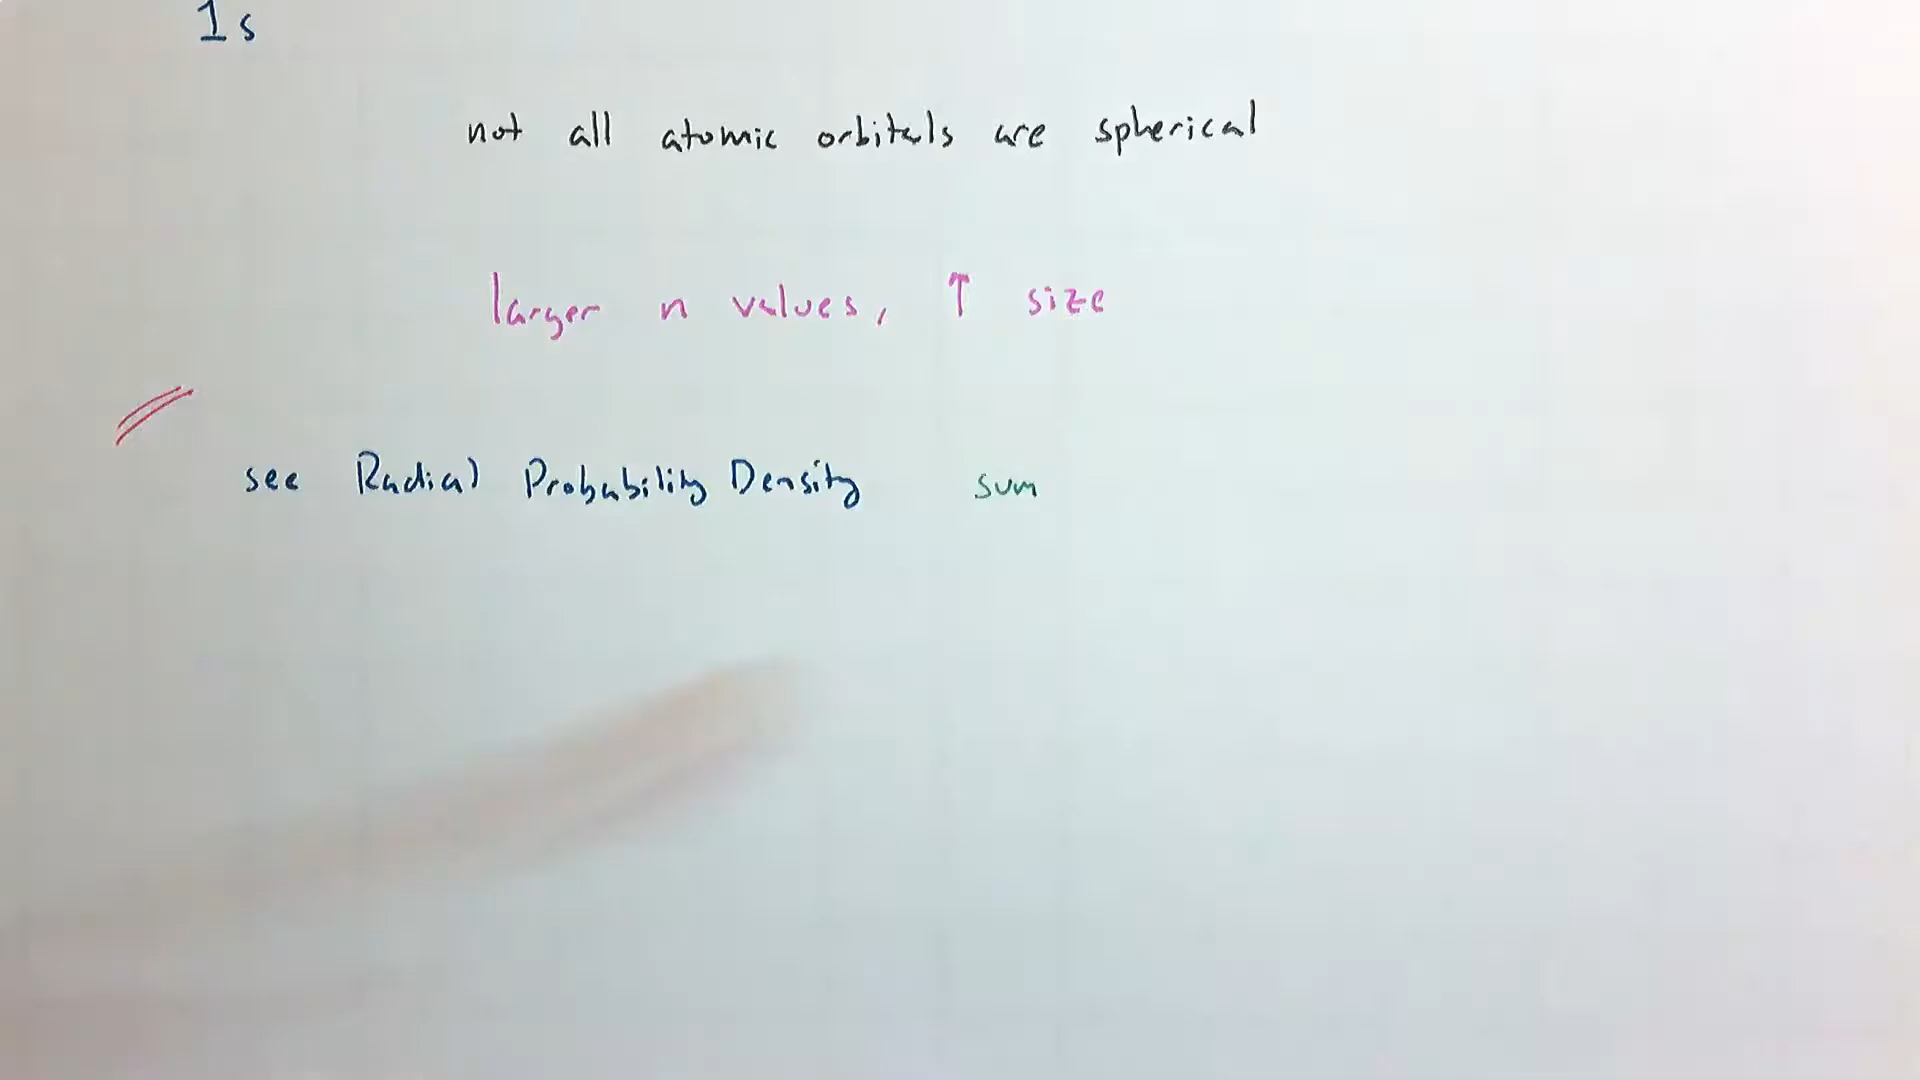 1s
not all atomic orbitals are spherical
larger n values, ↑ size
see Radial Probability Density sum